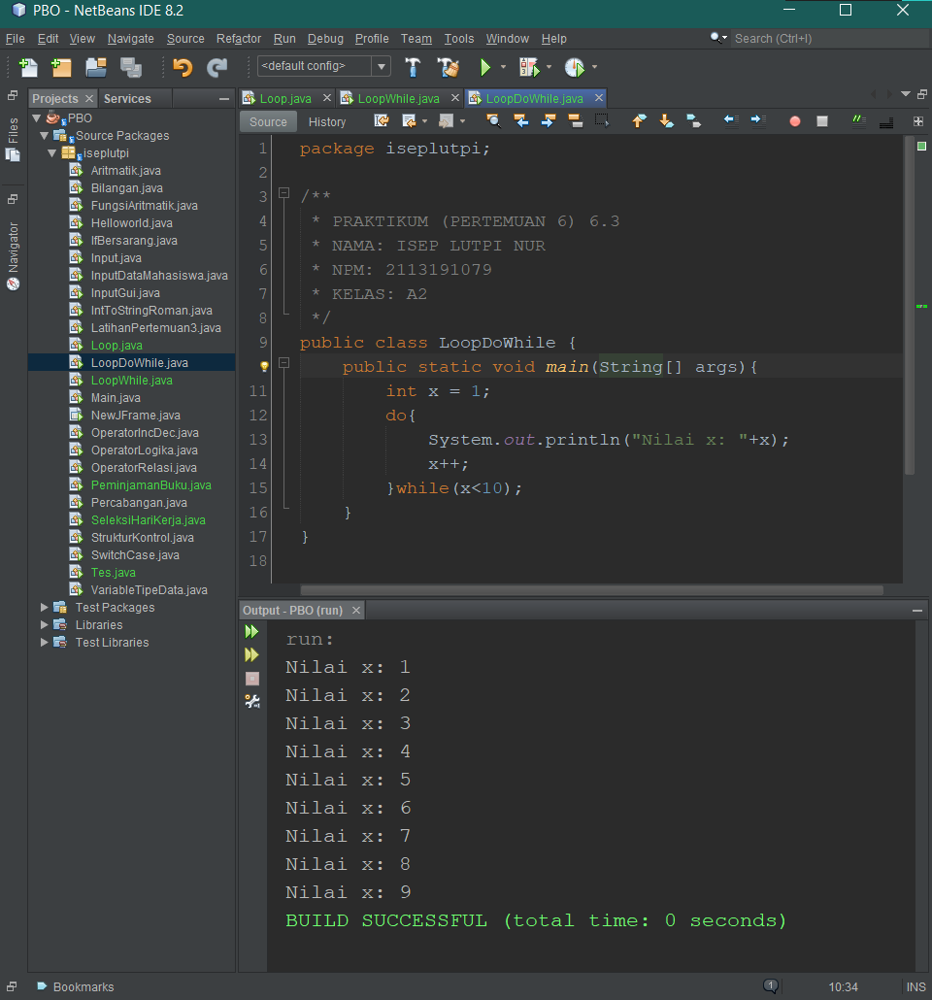 PBO - NetBeans IDE 8.2
File Edit View Navigate Source Refactor Run Debug Profile Team Tools Window Help
Search (Ctrl+I)
<default config>
Files
Navigator
Projects Services
PBO
Source Packages
iseplutpi
Aritmatik.java
Bilangan.java
FungsiAritmatik.java
Helloworld.java
IfBersarang.java
Input.java
InputDataMahasiswa.java
InputGui.java
IntToStringRoman.java
LatihanPertemuan3.java
Loop.java
LoopDoWhile.java
LoopWhile.java
Main.java
NewJFrame.java
OperatorIncDec.java
OperatorLogika.java
OperatorRelasi.java
PeminjamanBuku.java
Percabangan.java
SeleksiHariKerja.java
StrukturKontrol.java
SwitchCase.java
Tes.java
VariableTipeData.java
Test Packages
Libraries
Test Libraries
Loop.java LoopWhile.java LoopDoWhile.java
Source History
1 package iseplutpi;
2
3 /**
4 * PRAKTIKUM (PERTEMUAN 6) 6.3
5 * NAMA: ISEP LUTPI NUR
6 * NPM: 2113191079
7 * KELAS: A2
8 */
9 public class LoopDoWhile {
public static void main(String[] args){
11 int x = 1;
12 do{
13 System.out.println("Nilai x: "+x);
14 x++;
15 }while(x<10);
16 }
17 }
18
Output - PBO (run)
run:
Nilai x: 1
Nilai x: 2
Nilai x: 3
Nilai x: 4
Nilai x: 5
Nilai x: 6
Nilai x: 7
Nilai x: 8
Nilai x: 9
BUILD SUCCESSFUL (total time: 0 seconds)
Bookmarks
1
10:34
INS